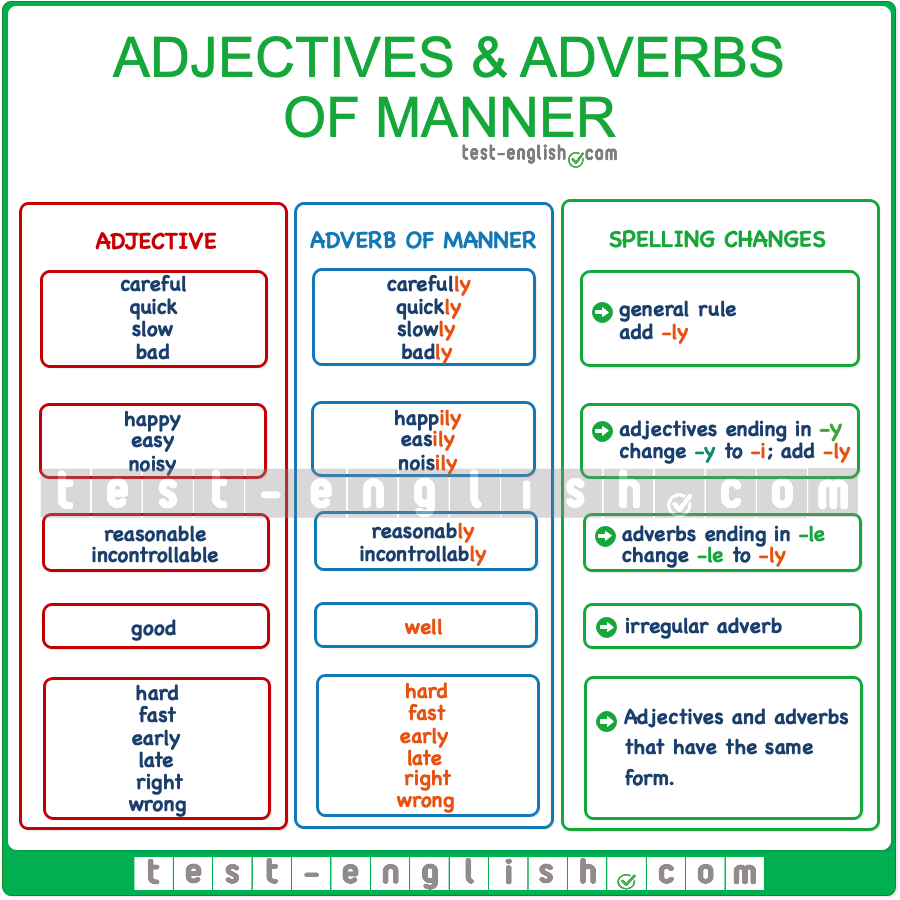 ADJECTIVES & ADVERBS
OF MANNER
test-english.com
ADJECTIVE
careful
quick
slow
bad
happy
easy
noisy
reasonable
incontrollable
good
hard
fast
early
late
right
wrong
ADVERB OF MANNER
carefully
quickly
slowly
badly
happily
easily
noisily
reasonably
incontrollably
well
hard
fast
early
late
right
wrong
SPELLING CHANGES
general rule
add -ly
adjectives ending in -y
change -y to -i; add -ly
adverbs ending in -le
change -le to -ly
irregular adverb
Adjectives and adverbs
that have the same
form.
test-english.com
test-english.com